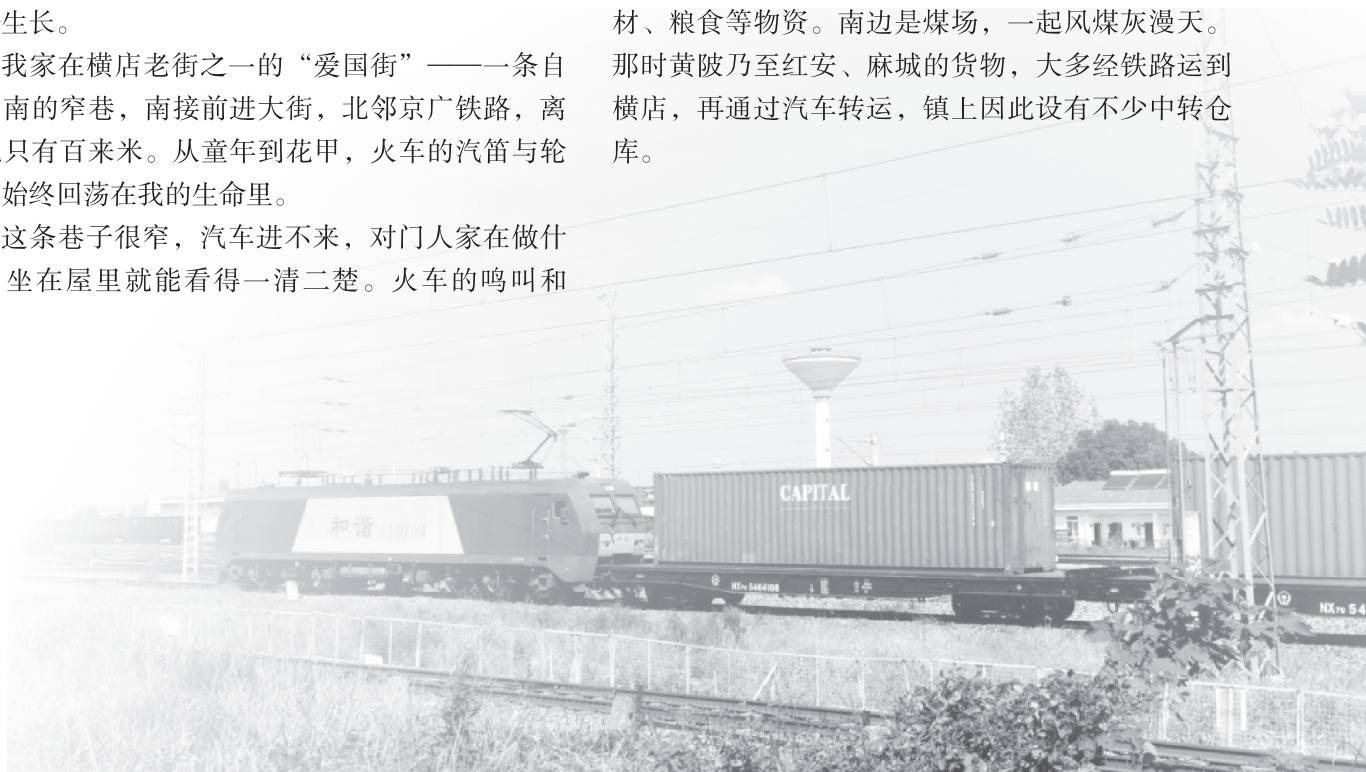 生长。
我家在横店老街之一的“爱国街”——一条自
南的窄巷，南接前进大街，北邻京广铁路，离
只有百来米。从童年到花甲，火车的汽笛与轮
始终回荡在我的生命里。
这条巷子很窄，汽车进不来，对门人家在做什
坐在屋里就能看得一清二楚。火车的鸣叫和
材、粮食等物资。南边是煤场，一起风煤灰漫天。
那时黄陂乃至红安、麻城的货物，大多经铁路运到
横店，再通过汽车转运，镇上因此设有不少中转仓
库。
和谐
CAPITAL
NX70 5464108
NX70 54